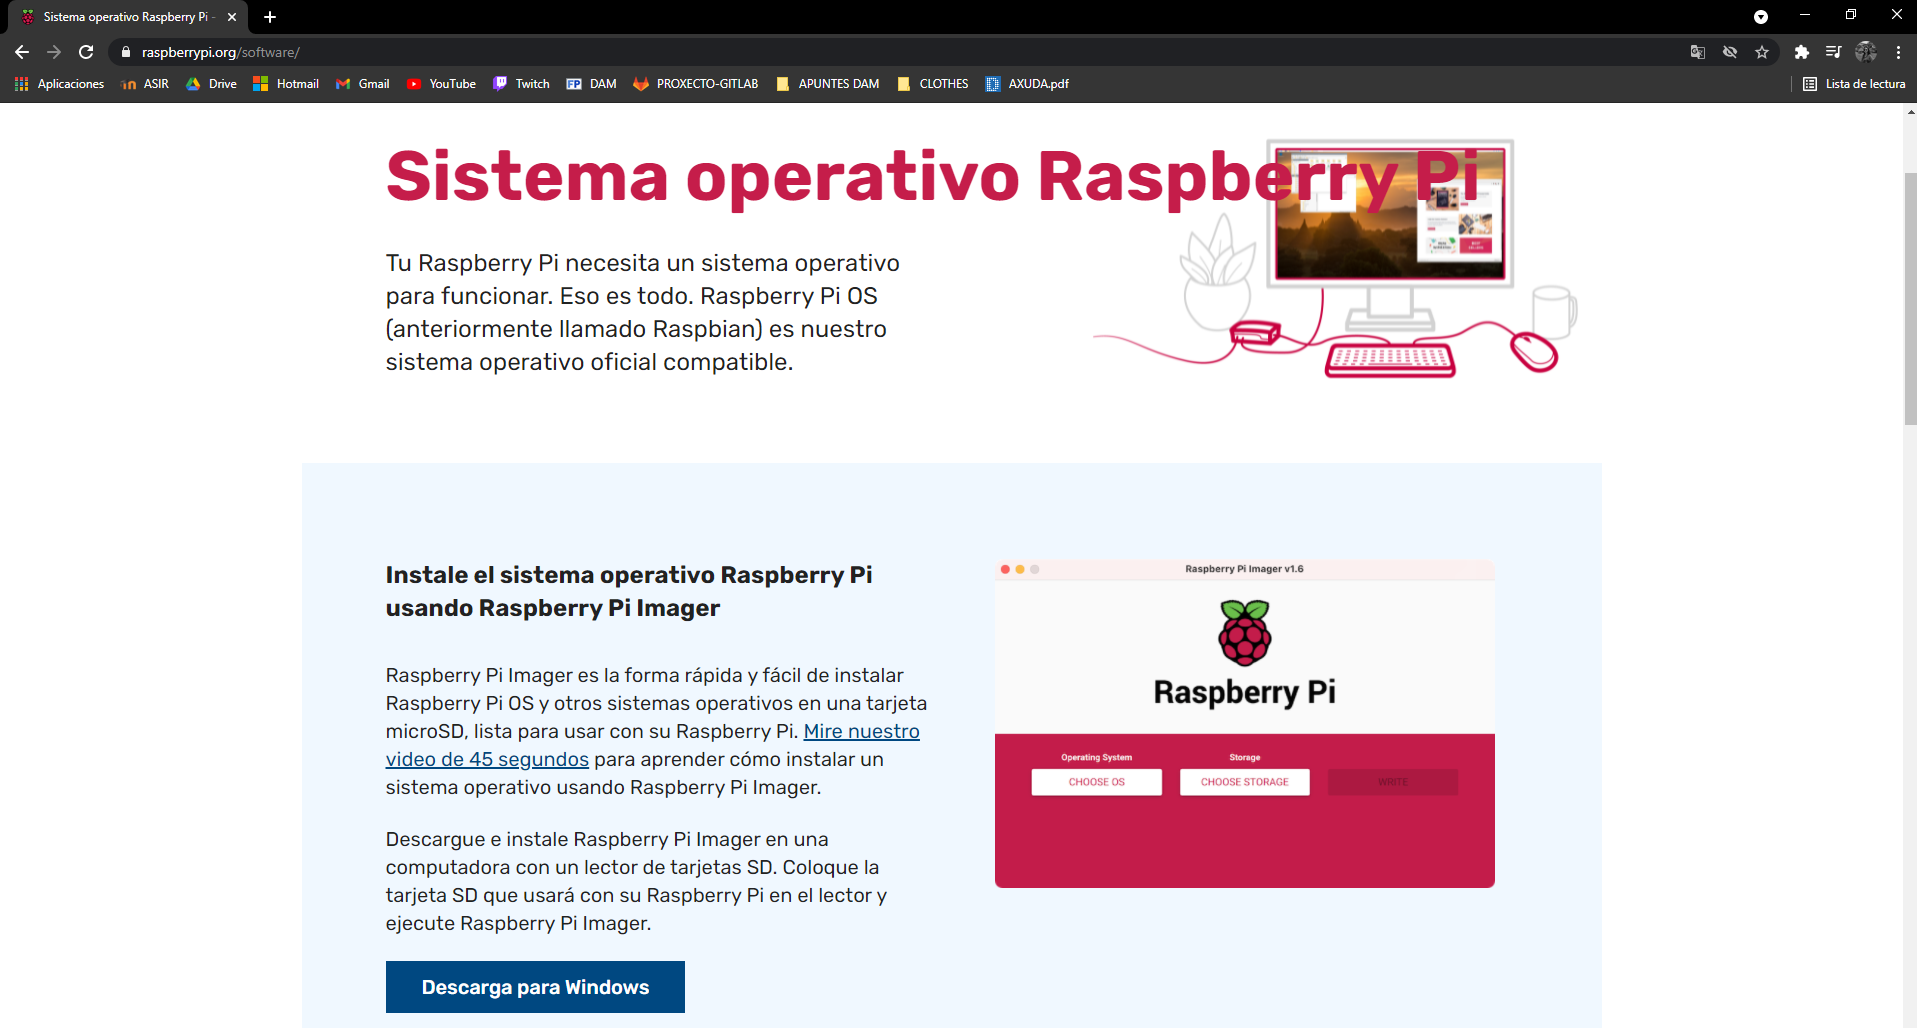 Sistema operativo Raspberry Pi -
raspberrypi.org/software/
Aplicaciones ASIR Drive Hotmail Gmail YouTube Twitch FP DAM PROXECTO-GITLAB APUNTES DAM CLOTHES AXUDA.pdf Lista de lectura
Sistema operativo Raspberry Pi
Tu Raspberry Pi necesita un sistema operativo
para funcionar. Eso es todo. Raspberry Pi OS
(anteriormente llamado Raspbian) es nuestro
sistema operativo oficial compatible.
Instale el sistema operativo Raspberry Pi
usando Raspberry Pi Imager
Raspberry Pi Imager es la forma rápida y fácil de instalar
Raspberry Pi OS y otros sistemas operativos en una tarjeta
microSD, lista para usar con su Raspberry Pi. Mire nuestro
video de 45 segundos para aprender cómo instalar un
sistema operativo usando Raspberry Pi Imager.
Descargue e instale Raspberry Pi Imager en una
computadora con un lector de tarjetas SD. Coloque la
tarjeta SD que usará con su Raspberry Pi en el lector y
ejecute Raspberry Pi Imager.
Descarga para Windows
Raspberry Pi Imager v1.6
Raspberry Pi
Operating System Storage
CHOOSE OS CHOOSE STORAGE WRITE